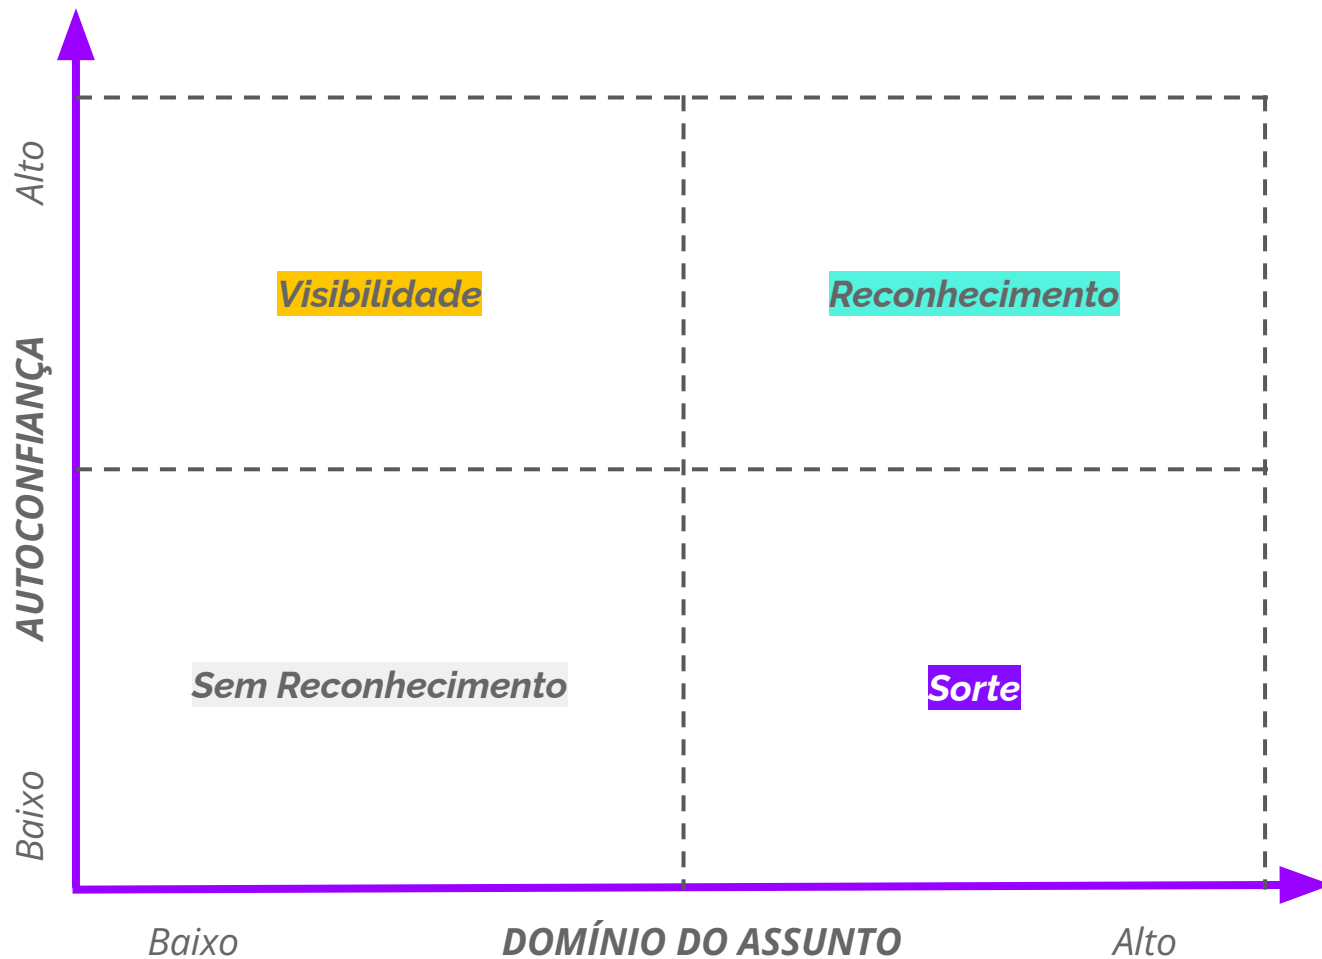 Alto
Visibilidade
Reconhecimento
AUTOCONFIANÇA
Sem Reconhecimento
Sorte
Baixo
Baixo
DOMÍNIO DO ASSUNTO
Alto